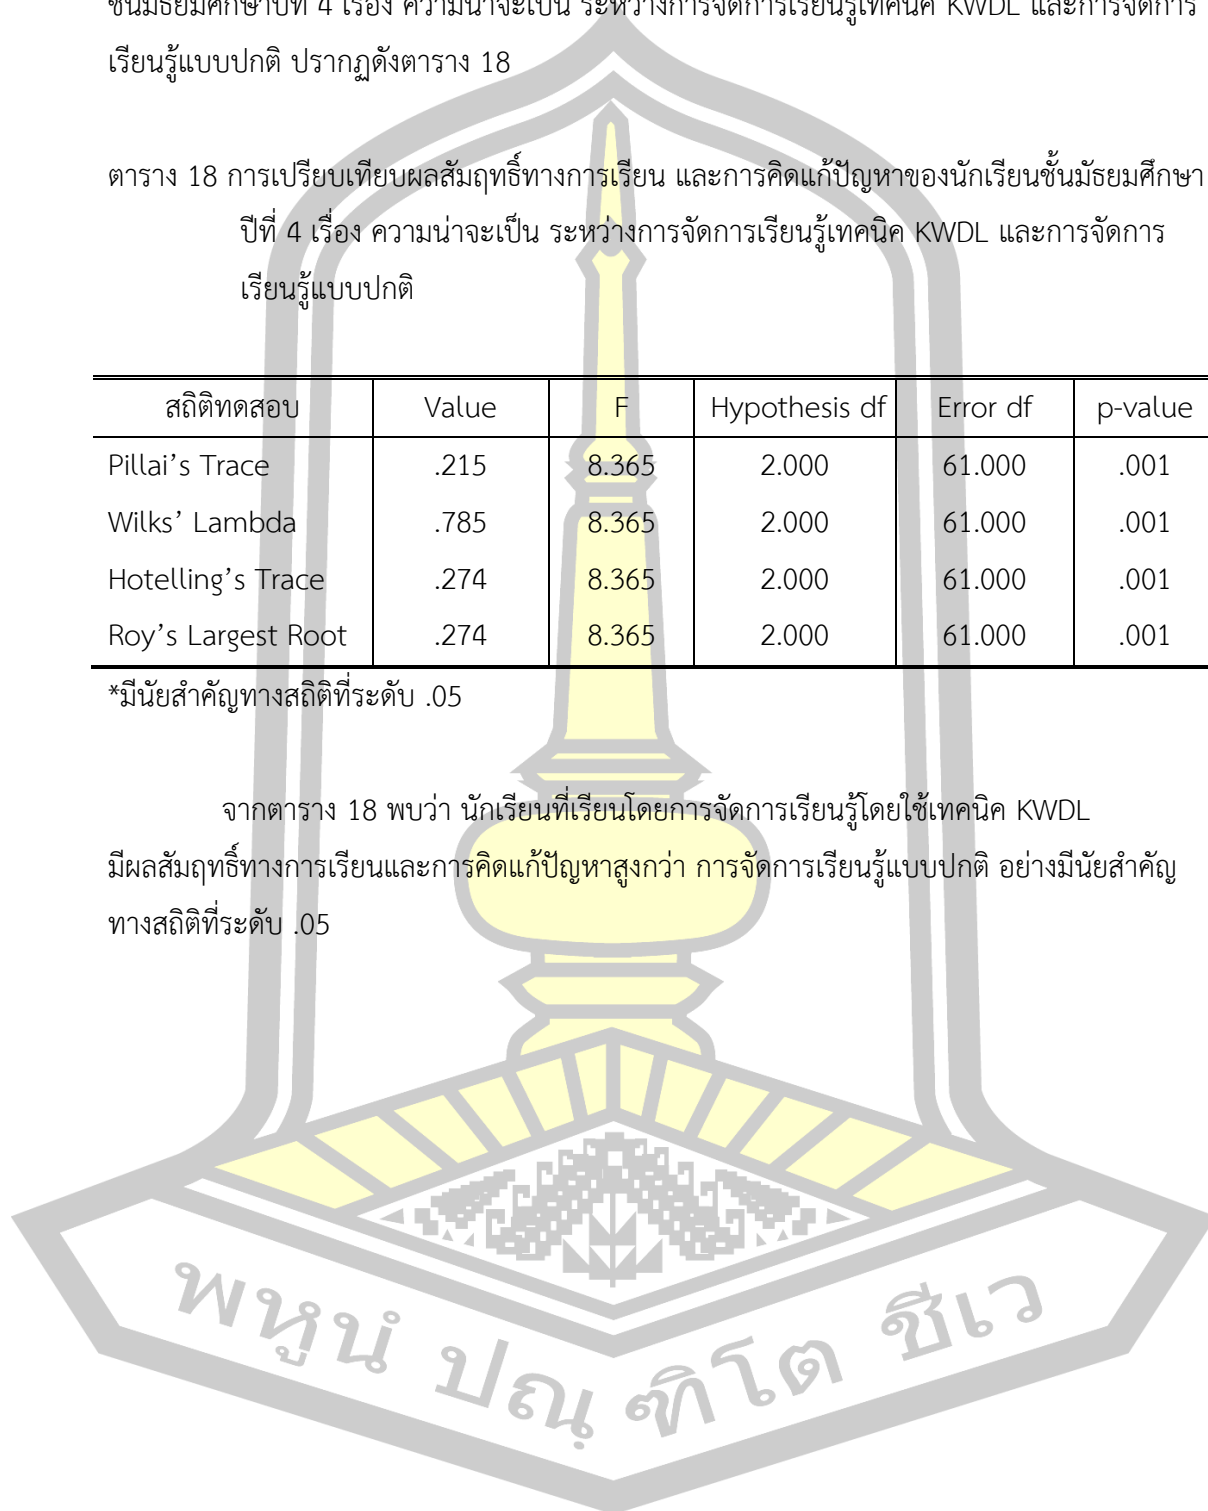 ชั้นมัธยมศึกษาปีที่ 4 เรื่อง ความน่าจะเป็น ระหว่างการจัดการเรียนรู้เทคนิค KWDL และการจัดการ
เรียนรู้แบบปกติ ปรากฏดังตาราง 18
ตาราง 18 การเปรียบเทียบผลสัมฤทธิ์ทางการเรียน และการคิดแก้ปัญหาของนักเรียนชั้นมัธยมศึกษา
ปีที่ 4 เรื่อง ความน่าจะเป็น ระหว่างการจัดการเรียนรู้เทคนิค KWDL และการจัดการ
เรียนรู้แบบปกติ
สถิติทดสอบ Value F Hypothesis df Error df p-value
Pillai’s Trace .215 8.365 2.000 61.000 .001
Wilks’ Lambda .785 8.365 2.000 61.000 .001
Hotelling’s Trace .274 8.365 2.000 61.000 .001
Roy’s Largest Root .274 8.365 2.000 61.000 .001
*มีนัยสำคัญทางสถิติที่ระดับ .05
จากตาราง 18 พบว่า นักเรียนที่เรียนโดยการจัดการเรียนรู้โดยใช้เทคนิค KWDL
มีผลสัมฤทธิ์ทางการเรียนและการคิดแก้ปัญหาสูงกว่า การจัดการเรียนรู้แบบปกติ อย่างมีนัยสำคัญ
ทางสถิติที่ระดับ .05
พหูนํ ปณฺ ฑิโต ชีเว